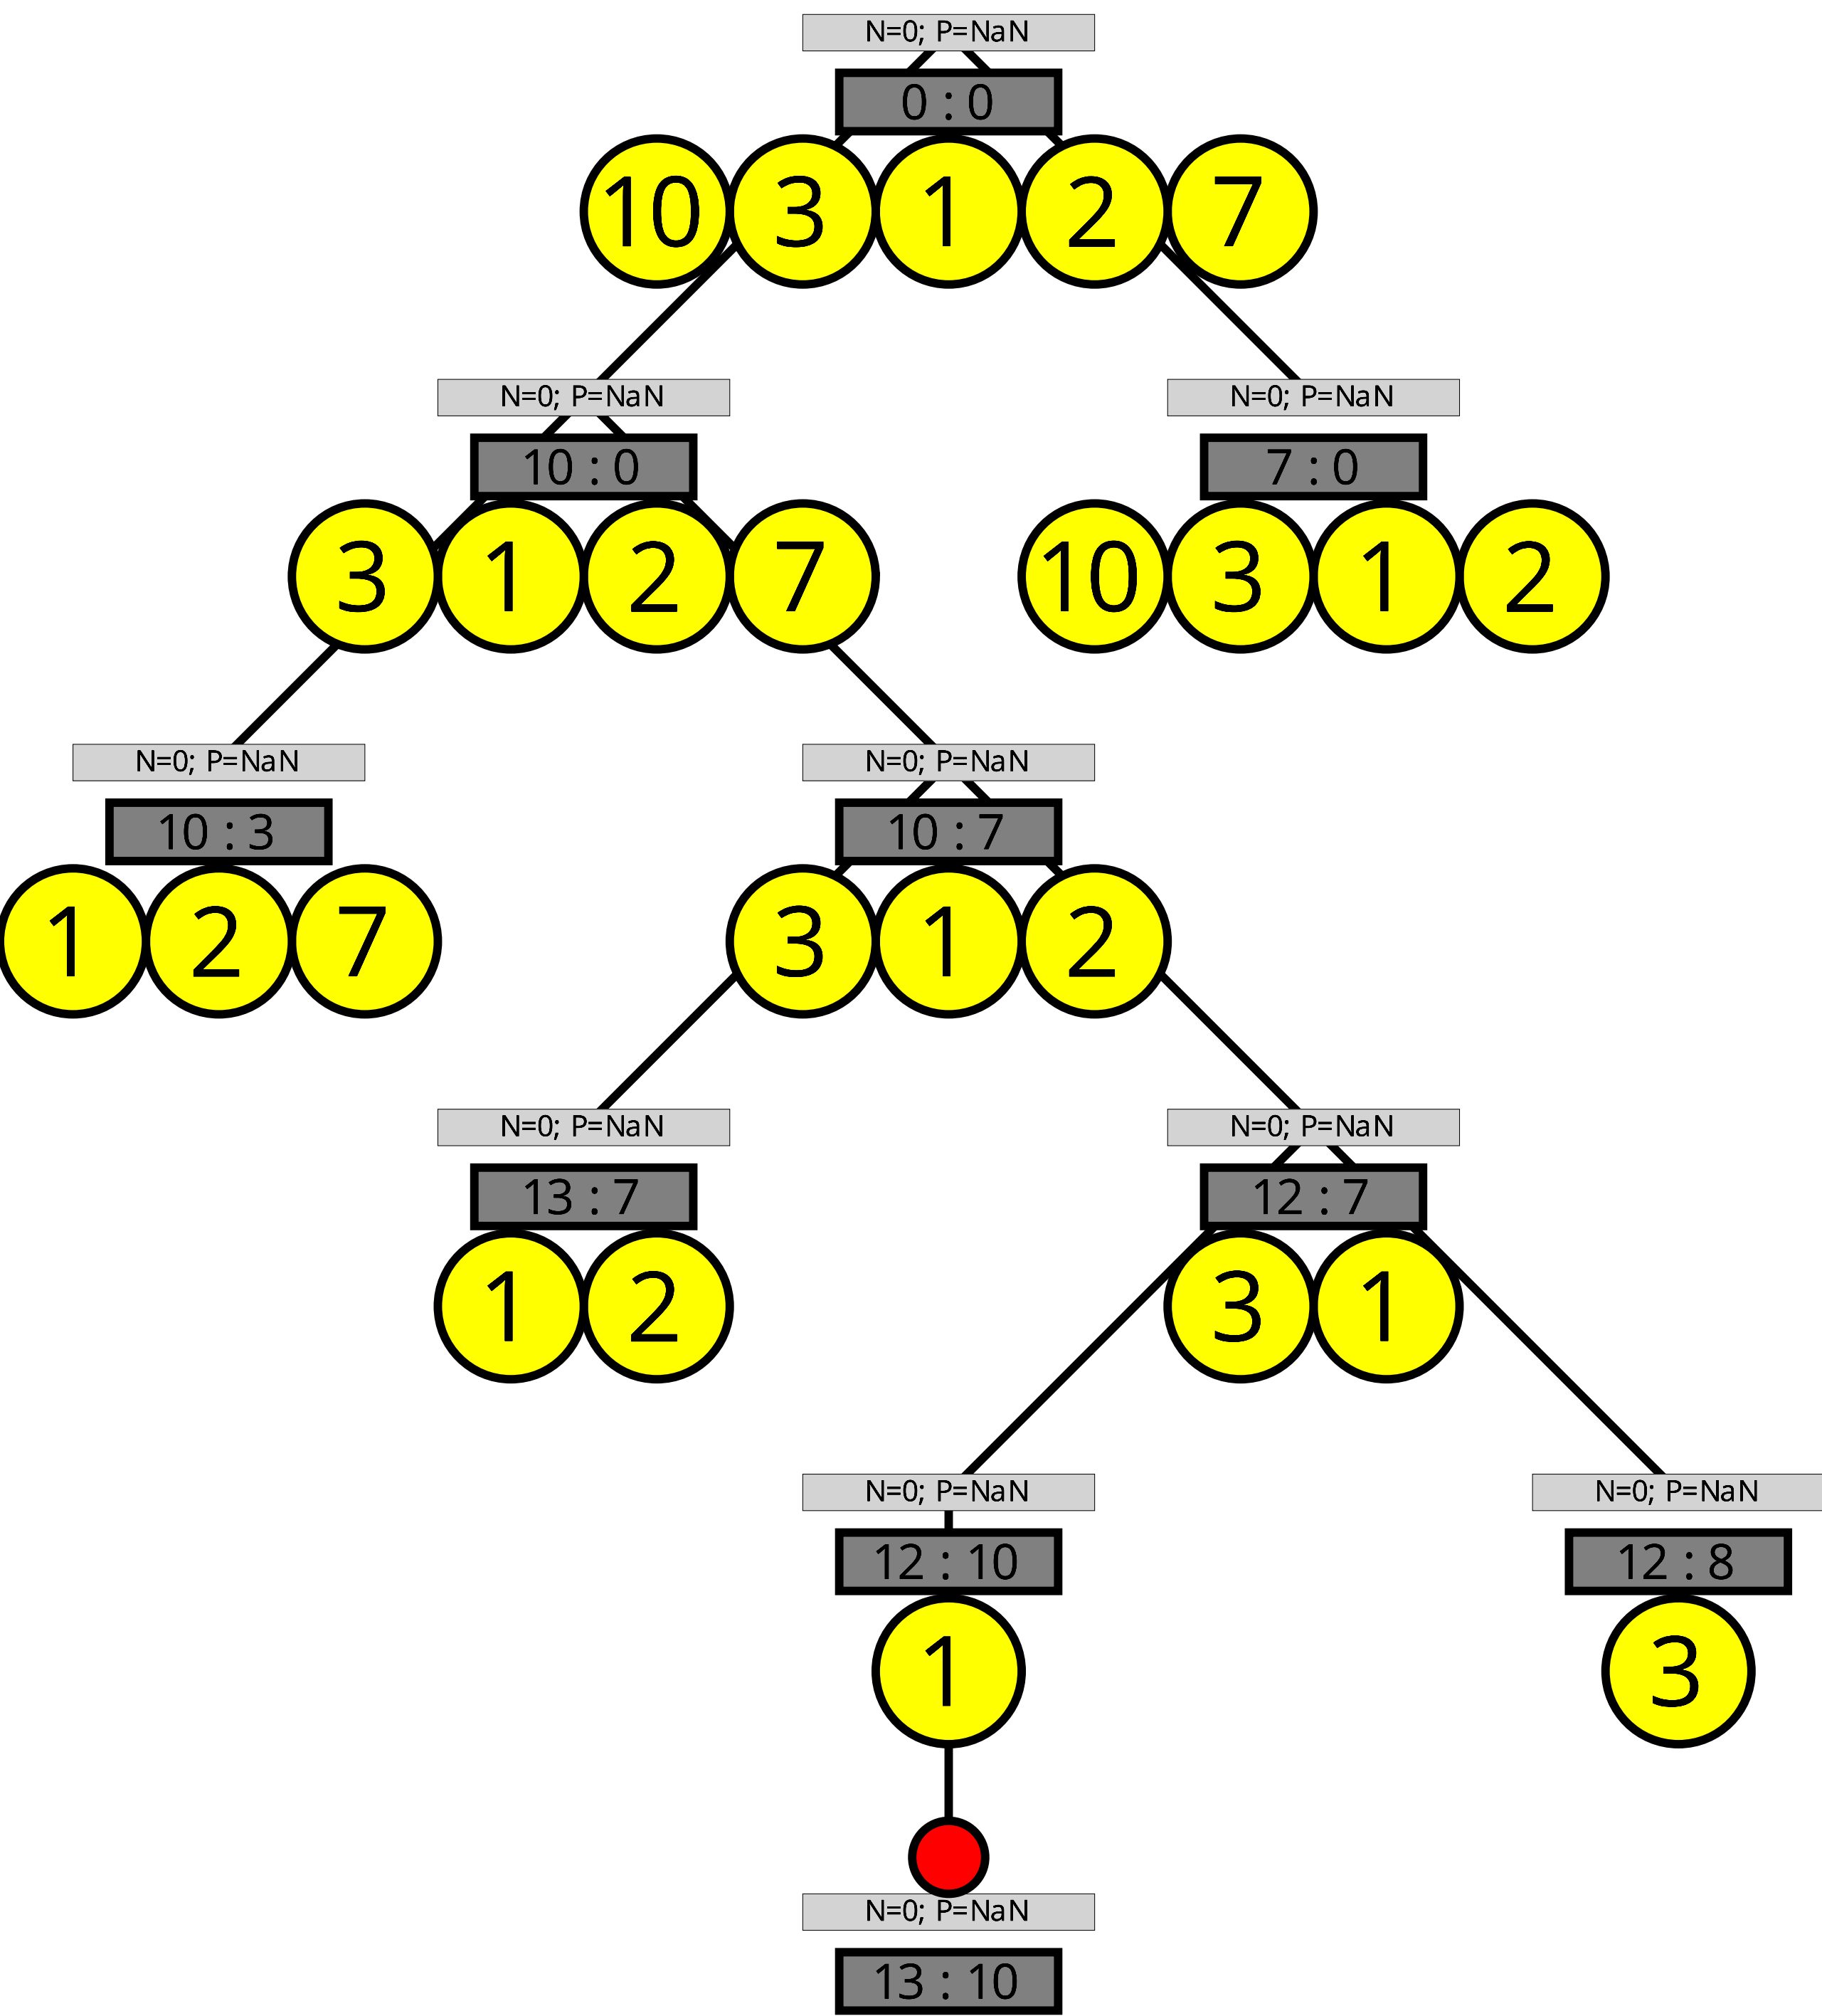 N=0; P=NaN
0 : 0
10 3 1 2 7
N=0; P=NaN N=0; P=NaN
10 : 0 7 : 0
3 1 2 7 10 3 1 2
N=0; P=NaN N=0; P=NaN
10 : 3 10 : 7
1 2 7 3 1 2
N=0; P=NaN N=0; P=NaN
13 : 7 12 : 7
1 2 3 1
N=0; P=NaN N=0; P=NaN
12 : 10 12 : 8
1 3
N=0; P=NaN
13 : 10